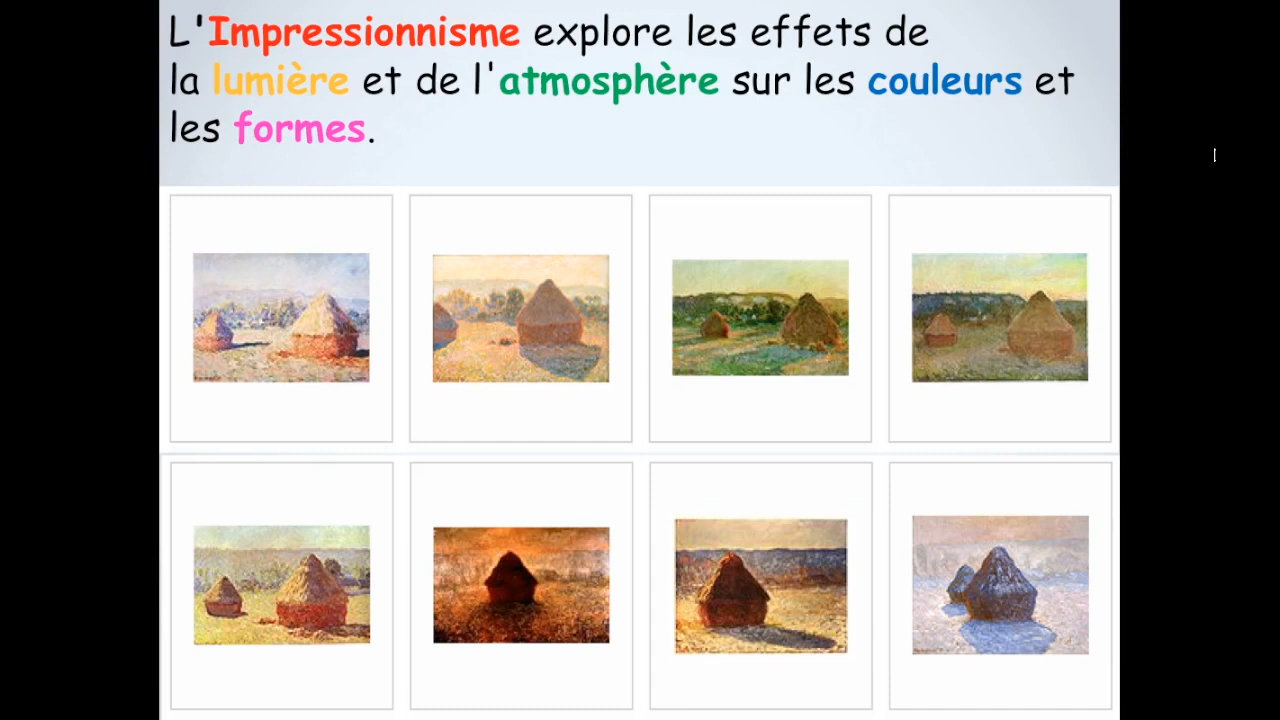 L'Impressionnisme explore les effets de
la lumière et de l'atmosphère sur les couleurs et
les formes.